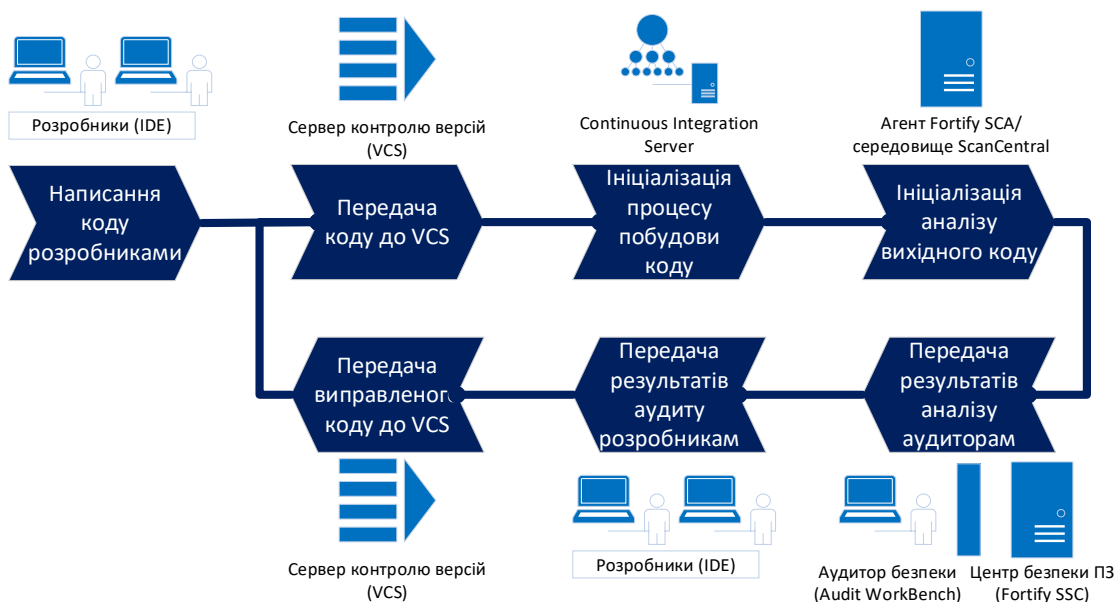 Розробники (IDE)
Сервер контролю версій
(VCS)
Continuous Integration
Server
Агент Fortify SCA/
середовище ScanCentral
Написання
коду
розробниками
Передача
коду до VCS
Ініціалізація
процесу
побудови
коду
Ініціалізація
аналізу
вихідного коду
Передача
виправленого
коду до VCS
Передача
результатів
аудиту
розробникам
Передача
результатів
аналізу
аудиторам
Сервер контролю версій
(VCS)
Розробники (IDE)
Аудитор безпеки
(Audit WorkBench)
Центр безпеки ПЗ
(Fortify SSC)